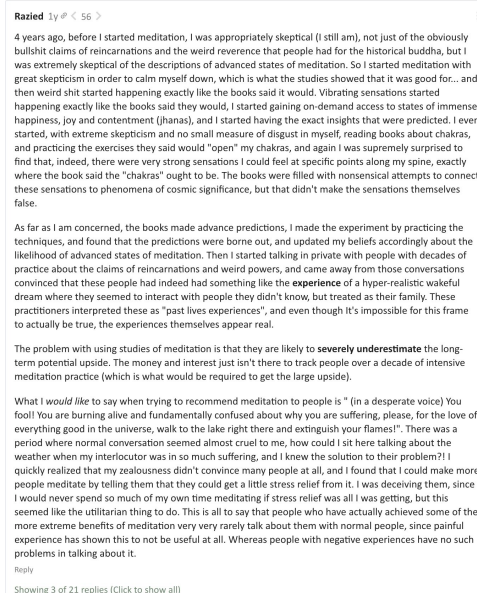 Razied 1y < 56 >
4 years ago, before I started meditation, I was appropriately skeptical (I still am), not just of the obviously
bullshit claims of reincarnations and the weird reverence that people had for the historical buddha, but I
was extremely skeptical of the descriptions of advanced states of meditation. So I started meditation with
great skepticism in order to calm myself down, which is what the studies showed that it was good for... and
then weird shit started happening exactly like the books said it would. Vibrating sensations started
happening exactly like the books said they would, I started gaining on-demand access to states of immense
happiness, joy and contentment (jhanas), and I started having the exact insights that were predicted. I ever
started, with extreme skepticism and no small measure of disgust in myself, reading books about chakras,
and practicing the exercises they said would "open" my chakras, and again I was supremely surprised to
find that, indeed, there were very strong sensations I could feel at specific points along my spine, exactly
where the book said the "chakras" ought to be. The books were filled with nonsensical attempts to connect
these sensations to phenomena of cosmic significance, but that didn't make the sensations themselves
false.
As far as I am concerned, the books made advance predictions, I made the experiment by practicing the
techniques, and found that the predictions were borne out, and updated my beliefs accordingly about the
likelihood of advanced states of meditation. Then I started talking in private with people with decades of
practice about the claims of reincarnations and weird powers, and came away from those conversations
convinced that these people had indeed had something like the experience of a hyper-realistic wakeful
dream where they seemed to interact with people they didn't know, but treated as their family. These
practitioners interpreted these as "past lives experiences", and even though It's impossible for this frame
to actually be true, the experiences themselves appear real.
The problem with using studies of meditation is that they are likely to severely underestimate the long-
term potential upside. The money and interest just isn't there to track people over a decade of intensive
meditation practice (which is what would be required to get the large upside).
What I would like to say when trying to recommend meditation to people is " (in a desperate voice) You
fool! You are burning alive and fundamentally confused about why you are suffering, please, for the love of
everything good in the universe, walk to the lake right there and extinguish your flames!". There was a
period where normal conversation seemed almost cruel to me, how could I sit here talking about the
weather when my interlocutor was in so much suffering, and I knew the solution to their problem?! I
quickly realized that my zealousness didn't convince many people at all, and I found that I could make more
people meditate by telling them that they could get a little stress relief from it. I was deceiving them, since
I would never spend so much of my own time meditating if stress relief was all I was getting, but this
seemed like the utilitarian thing to do. This is all to say that people who have actually achieved some of the
more extreme benefits of meditation very very rarely talk about them with normal people, since painful
experience has shown this to not be useful at all. Whereas people with negative experiences have no such
problems in talking about it.
Reply
Showing 3 of 21 replies (Click to show all)